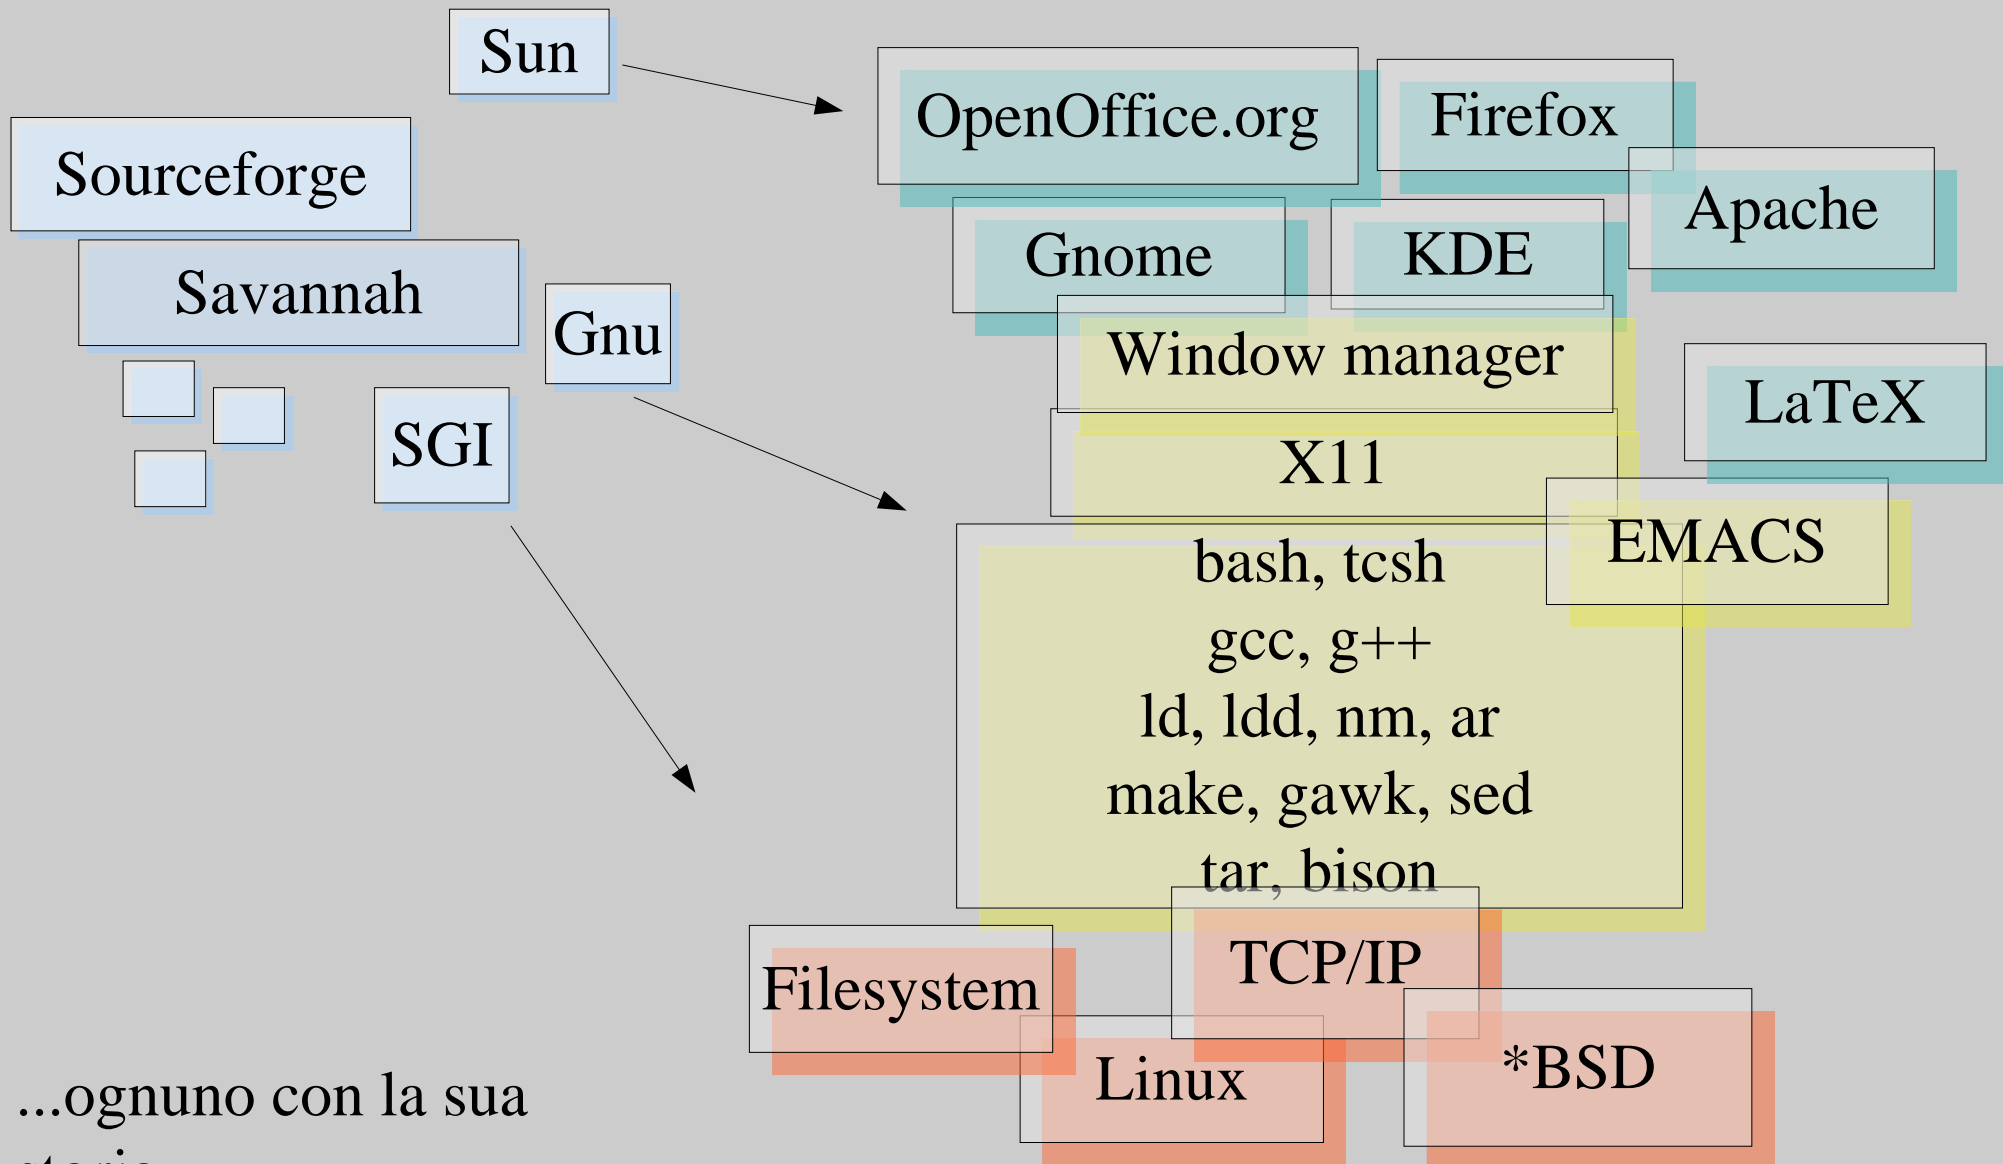 Sun
OpenOffice.org
Firefox
Sourceforge
Apache
Gnome
KDE
Savannah
Gnu
Window manager
LaTeX
SGI
X11
EMACS
bash, tcsh
gcc, g++
ld, ldd, nm, ar
make, gawk, sed
tar, bison
TCP/IP
Filesystem
Linux
*BSD
...ognuno con la sua